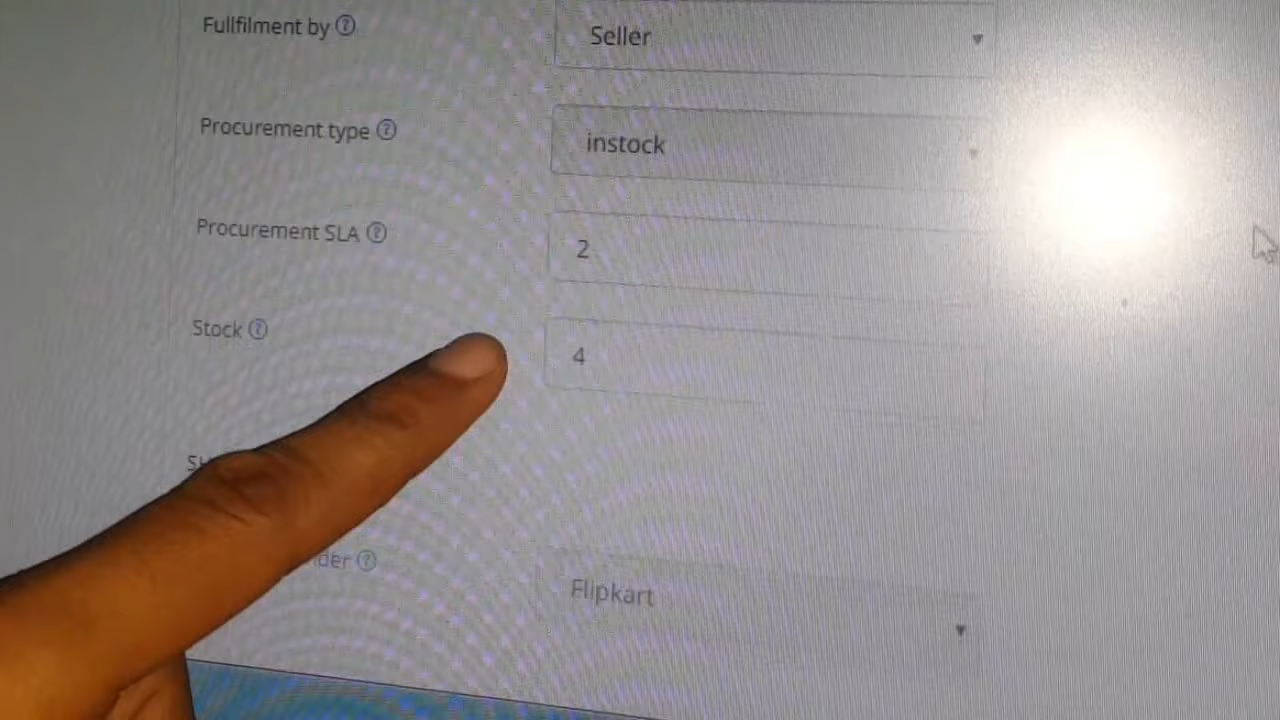 Fullfilment by
Seller
Procurement type
instock
Procurement SLA
2
Stock
4
Flipkart